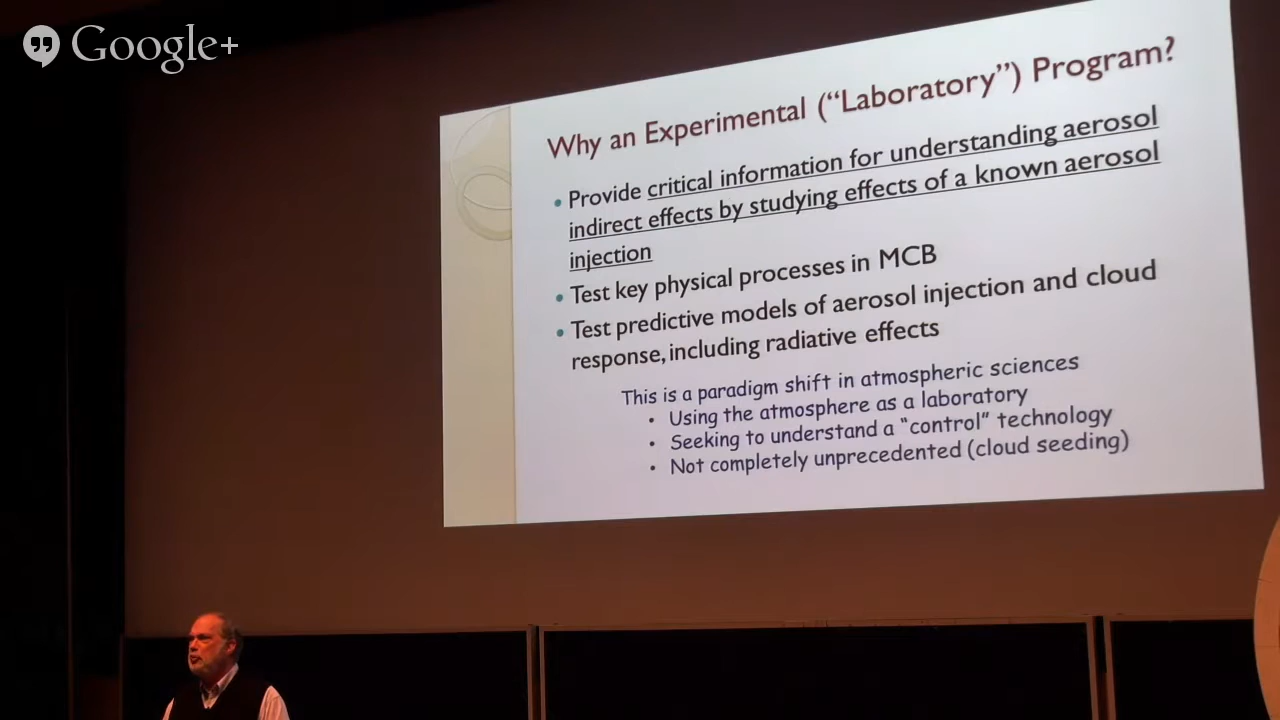 Google+
Why an Experimental (“Laboratory”) Program?
• Provide critical information for understanding aerosol
indirect effects by studying effects of a known aerosol
injection
• Test key physical processes in MCB
• Test predictive models of aerosol injection and cloud
response, including radiative effects
This is a paradigm shift in atmospheric sciences
• Using the atmosphere as a laboratory
• Seeking to understand a “control” technology
• Not completely unprecedented (cloud seeding)